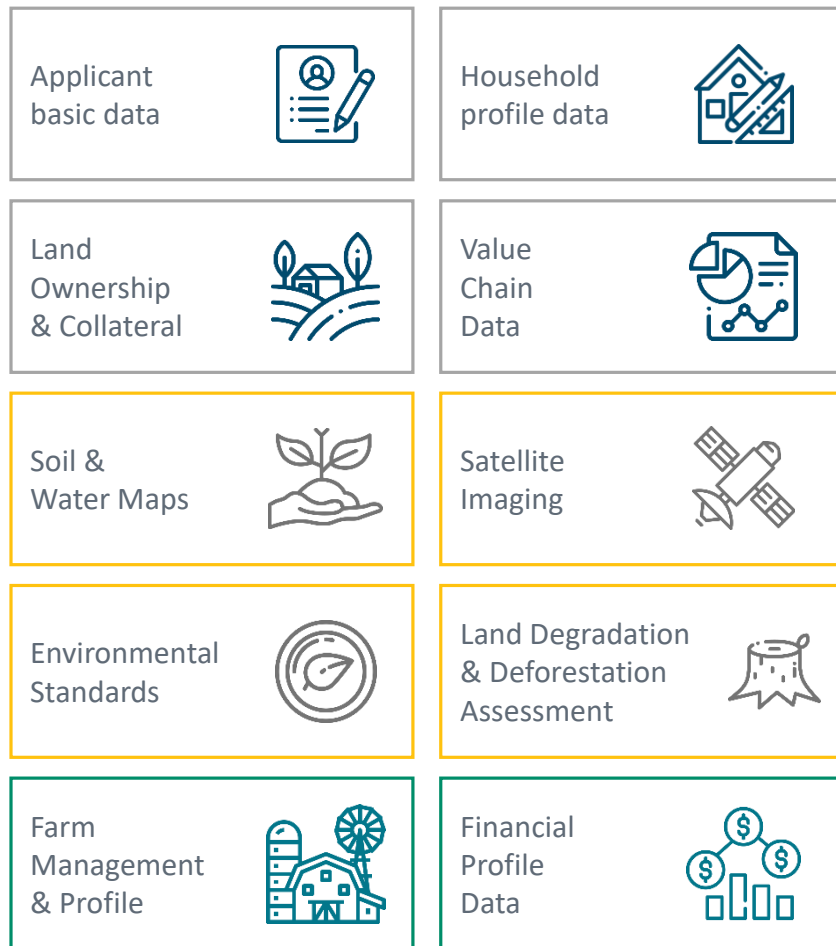 Applicant
basic data
Household
profile data
Land
Ownership
& Collateral
Value
Chain
Data
Soil &
Water Maps
Satellite
Imaging
Environmental
Standards
Land Degradation
& Deforestation
Assessment
Farm
Management
& Profile
Financial
Profile
Data
$
$
$